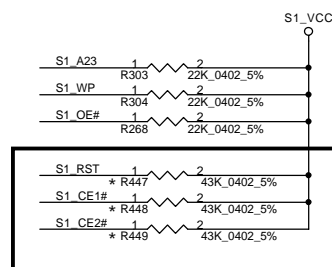 S1_VCC
S1_A23 1 2
R303 22K_0402_5%
S1_WP 1 2
R304 22K_0402_5%
S1_OE# 1 2
R268 22K_0402_5%
S1_RST 1 2
* R447 43K_0402_5%
S1_CE1# 1 2
* R448 43K_0402_5%
S1_CE2# 1 2
* R449 43K_0402_5%